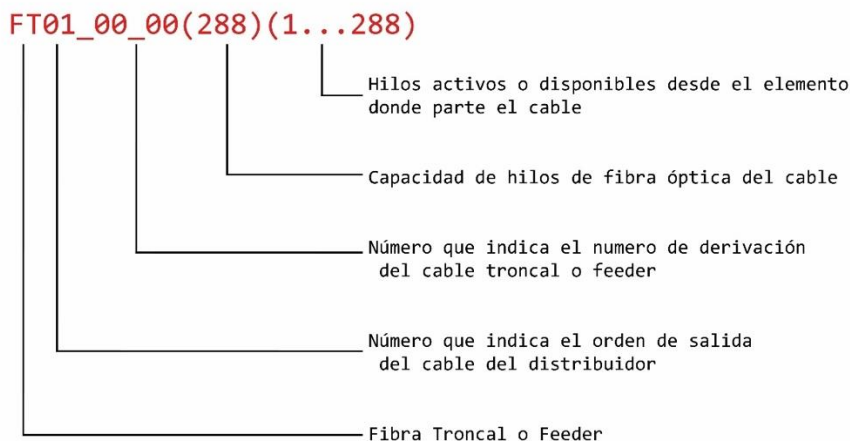 FT01_00_00(288)(1...288)
Hilos activos o disponibles desde el elemento
donde parte el cable
Capacidad de hilos de fibra óptica del cable
Número que indica el numero de derivación
del cable troncal o feeder
Número que indica el orden de salida
del cable del distribuidor
Fibra Troncal o Feeder